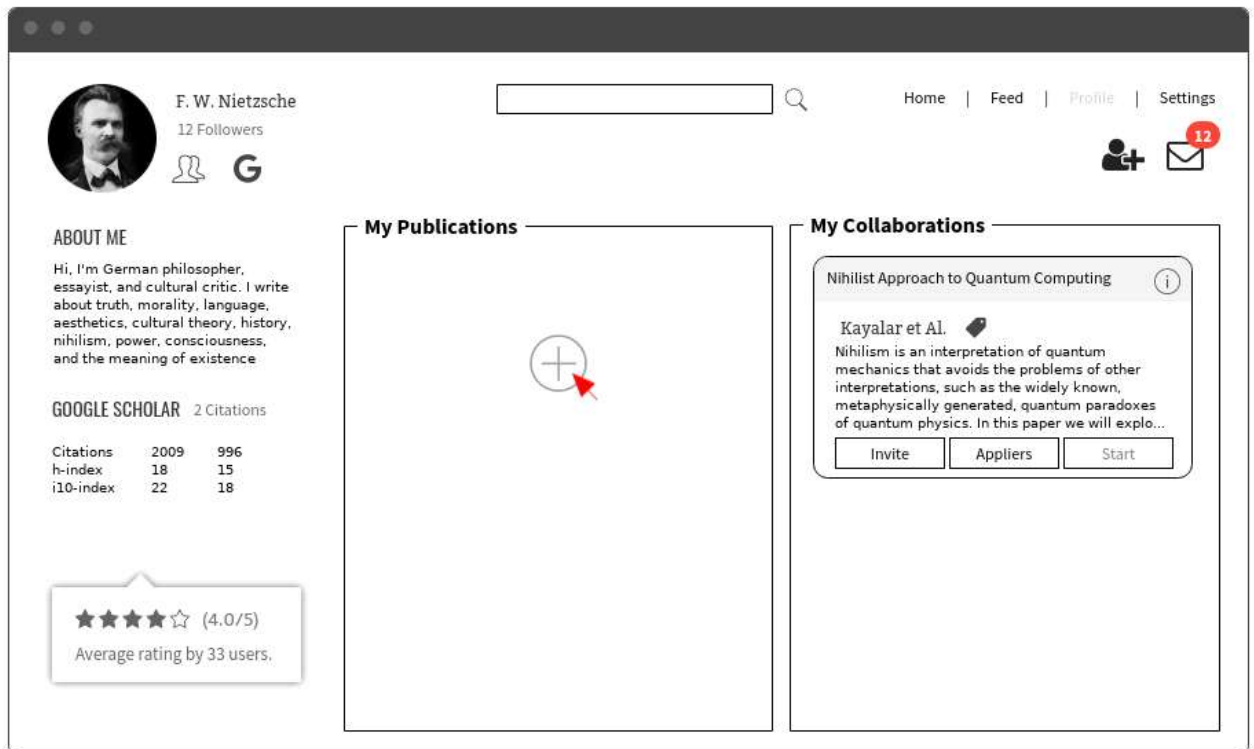 F. W. Nietzsche
12 Followers
G
Home | Feed | Profile | Settings
12
ABOUT ME
Hi, I'm German philosopher,
essayist, and cultural critic. I write
about truth, morality, language,
aesthetics, cultural theory, history,
nihilism, power, consciousness,
and the meaning of existence
GOOGLE SCHOLAR 2 Citations
Citations 2009 996
h-index 18 15
i10-index 22 18
(4.0/5)
Average rating by 33 users.
My Publications
My Collaborations
Nihilist Approach to Quantum Computing
i
Kayalar et Al.
Nihilism is an interpretation of quantum
mechanics that avoids the problems of other
interpretations, such as the widely known,
metaphysically generated, quantum paradoxes
of quantum physics. In this paper we will explo...
Invite Appliers Start